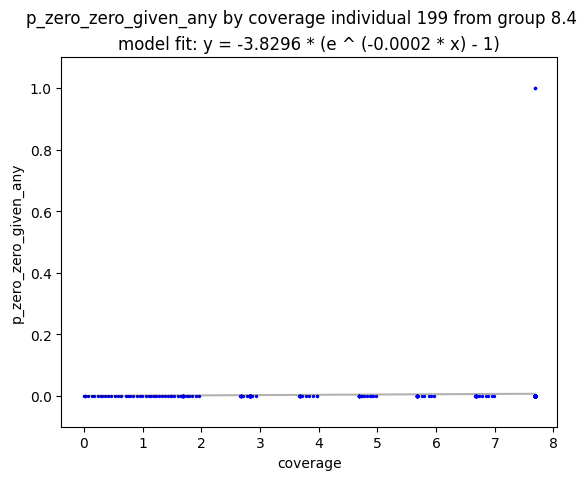 p_zero_zero_given_any by coverage individual 199 from group 8.4
model fit: y = -3.8296 * (e ^ (-0.0002 * x) - 1)
p_zero_zero_given_any
1.0
0.8
0.6
0.4
0.2
0.0
0 1 2 3 4 5 6 7 8
coverage